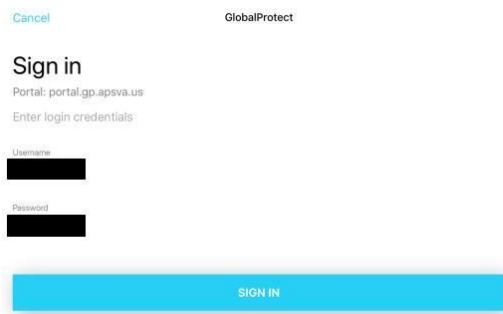 Cancel
GlobalProtect
Sign in
Portal: portal.gp.apsva.us
Enter login credentials
Username
Password
SIGN IN